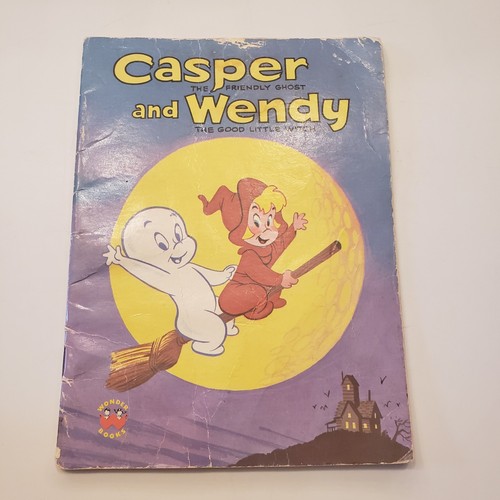 Casper
THE FRIENDLY GHOST
and Wendy
THE GOOD LITTLE WITCH
WONDER
BOOKS